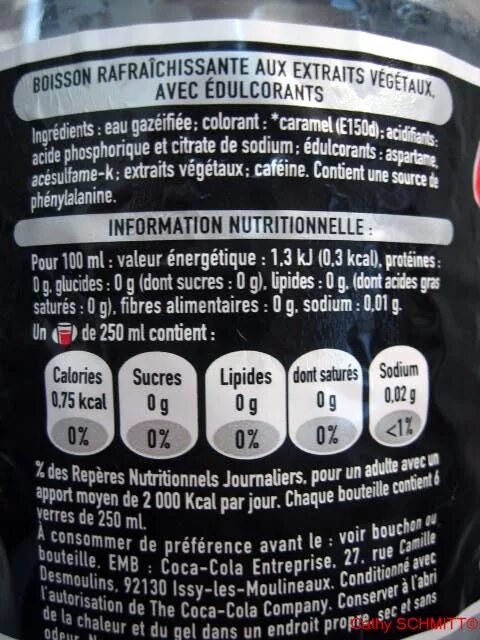 BOISSON RAFRAÎCHISSANTE AUX EXTRAITS VÉGÉTAUX,
AVEC ÉDULCORANTS
Ingrédients : eau gazéifiée; colorant : *caramel (E150d); acidifiants:
acide phosphorique et citrate de sodium; édulcorants : aspartame,
acésulfame-k; extraits végétaux; caféine. Contient une source de
phénylalanine.
INFORMATION NUTRITIONNELLE :
Pour 100 ml : valeur énergétique : 1,3 kJ (0,3 kcal), protéines :
0 g, glucides : 0 g (dont sucres : 0 g), lipides : 0 g, (dont acides gras
saturés : 0 g), fibres alimentaires : 0 g, sodium : 0,01 g.
Un de 250 ml contient :
Calories Sucres Lipides dont saturés Sodium
0,75 kcal 0 g 0 g 0 g 0,02 g
0% 0% 0% 0% <1%
% des Repères Nutritionnels Journaliers, pour un adulte avec un
apport moyen de 2 000 Kcal par jour. Chaque bouteille contient 6
verres de 250 ml.
À consommer de préférence avant le : voir bouchon ou
bouteille. EMB : Coca-Cola Entreprise. 27, rue Camille
Desmoulins, 92130 Issy-les-Moulineaux. Conditionné avec
l'autorisation de The Coca-Cola Company. Conserver à l'abri
de la chaleur et du gel dans un endroit propre, sec et sans
odeur.
Cathy SCHMITT©